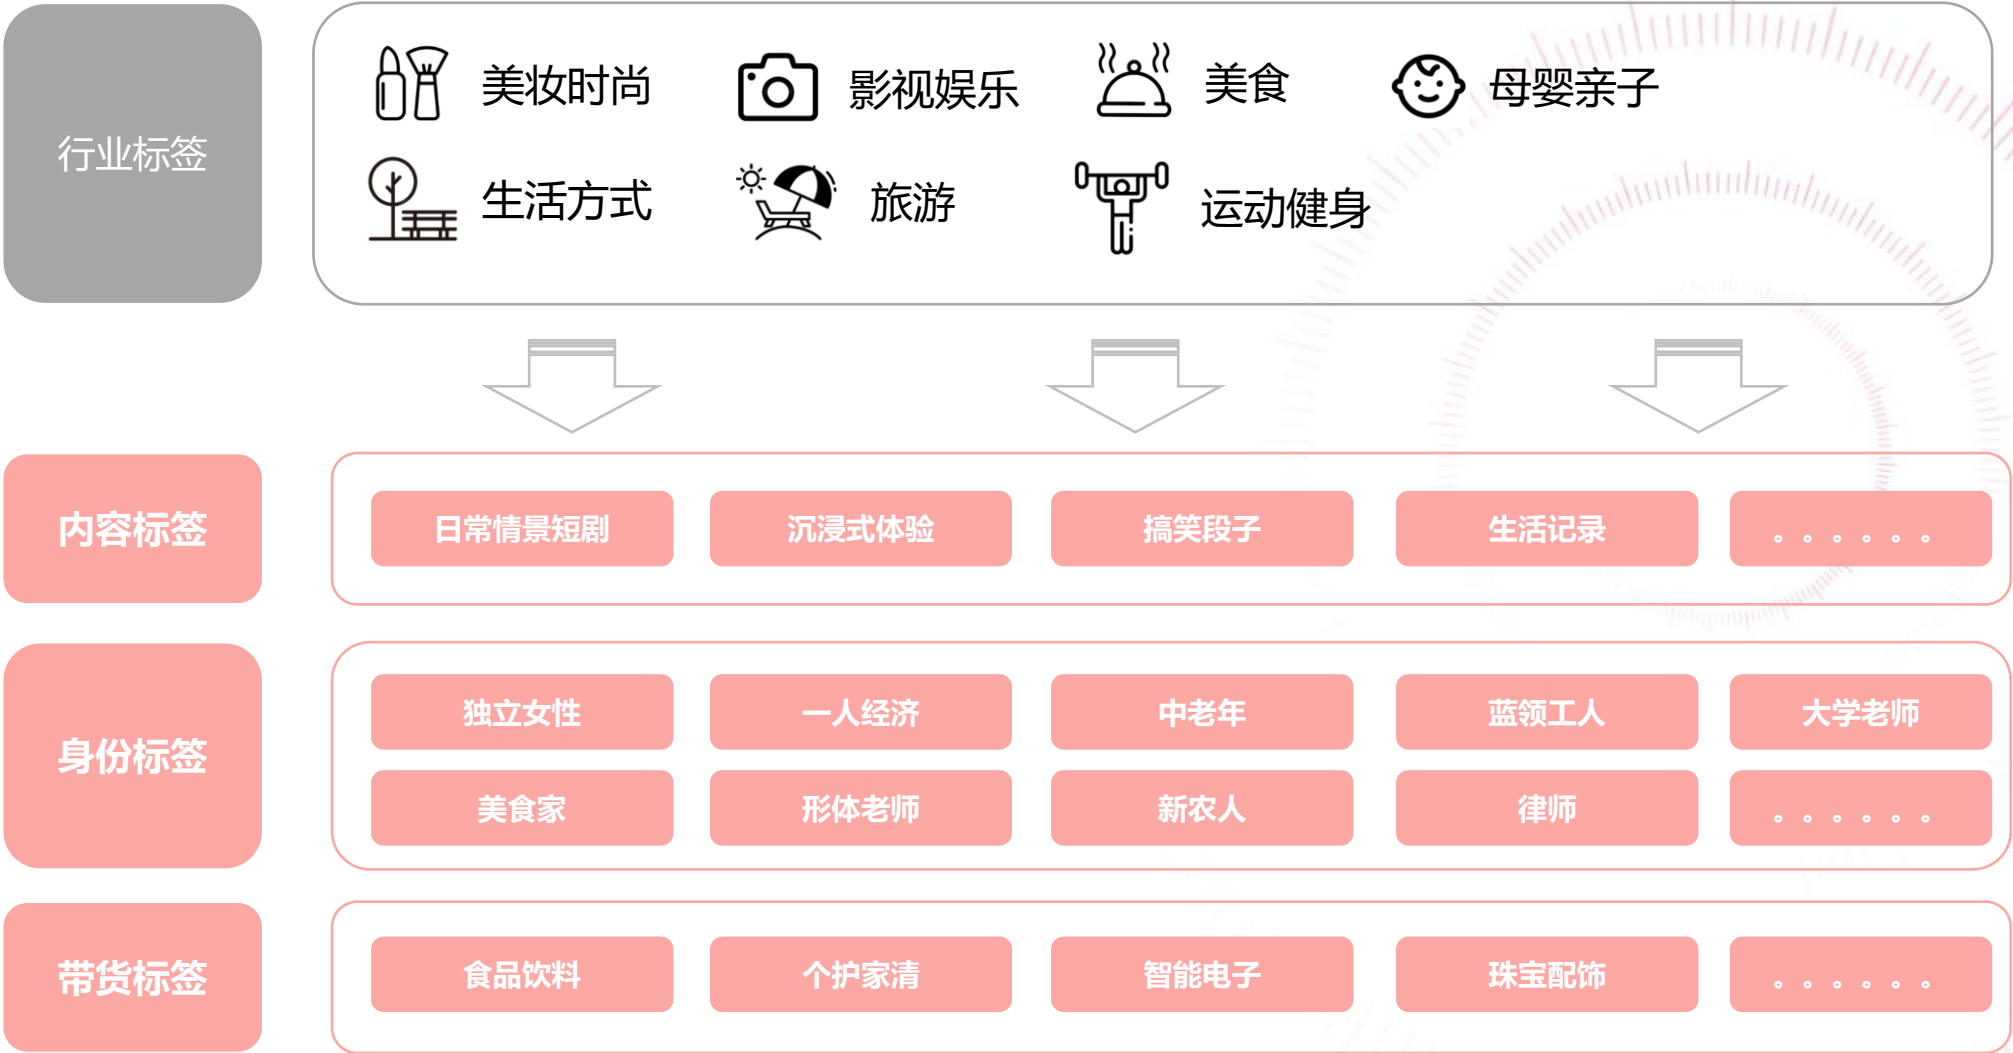 行业标签
美妆时尚 影视娱乐 美食 母婴亲子
生活方式 旅游 运动健身
内容标签
日常情景短剧 沉浸式体验 搞笑段子 生活记录 。。。。。。
身份标签
独立女性 一人经济 中老年 蓝领工人 大学老师
美食家 形体老师 新农人 律师 。。。。。。
带货标签
食品饮料 个护家清 智能电子 珠宝配饰 。。。。。。